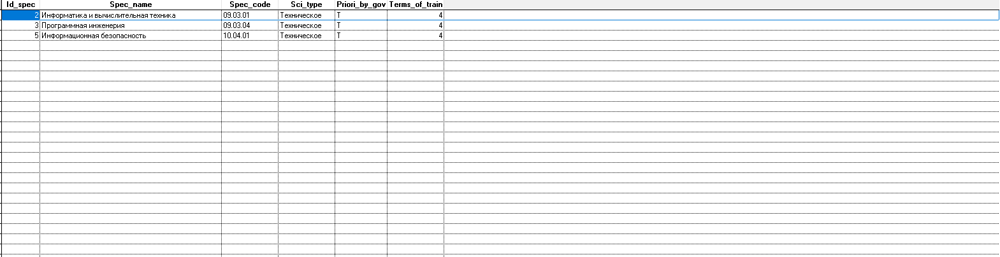 Id_spec Spec_name Spec_code Sci_type Priori_by_gov Terms_of_train
2 Информатика и вычислительная техника 09.03.01 Техническое T 4
3 Программная инженерия 09.03.04 Техническое T 4
5 Информационная безопасность 10.04.01 Техническое T 4